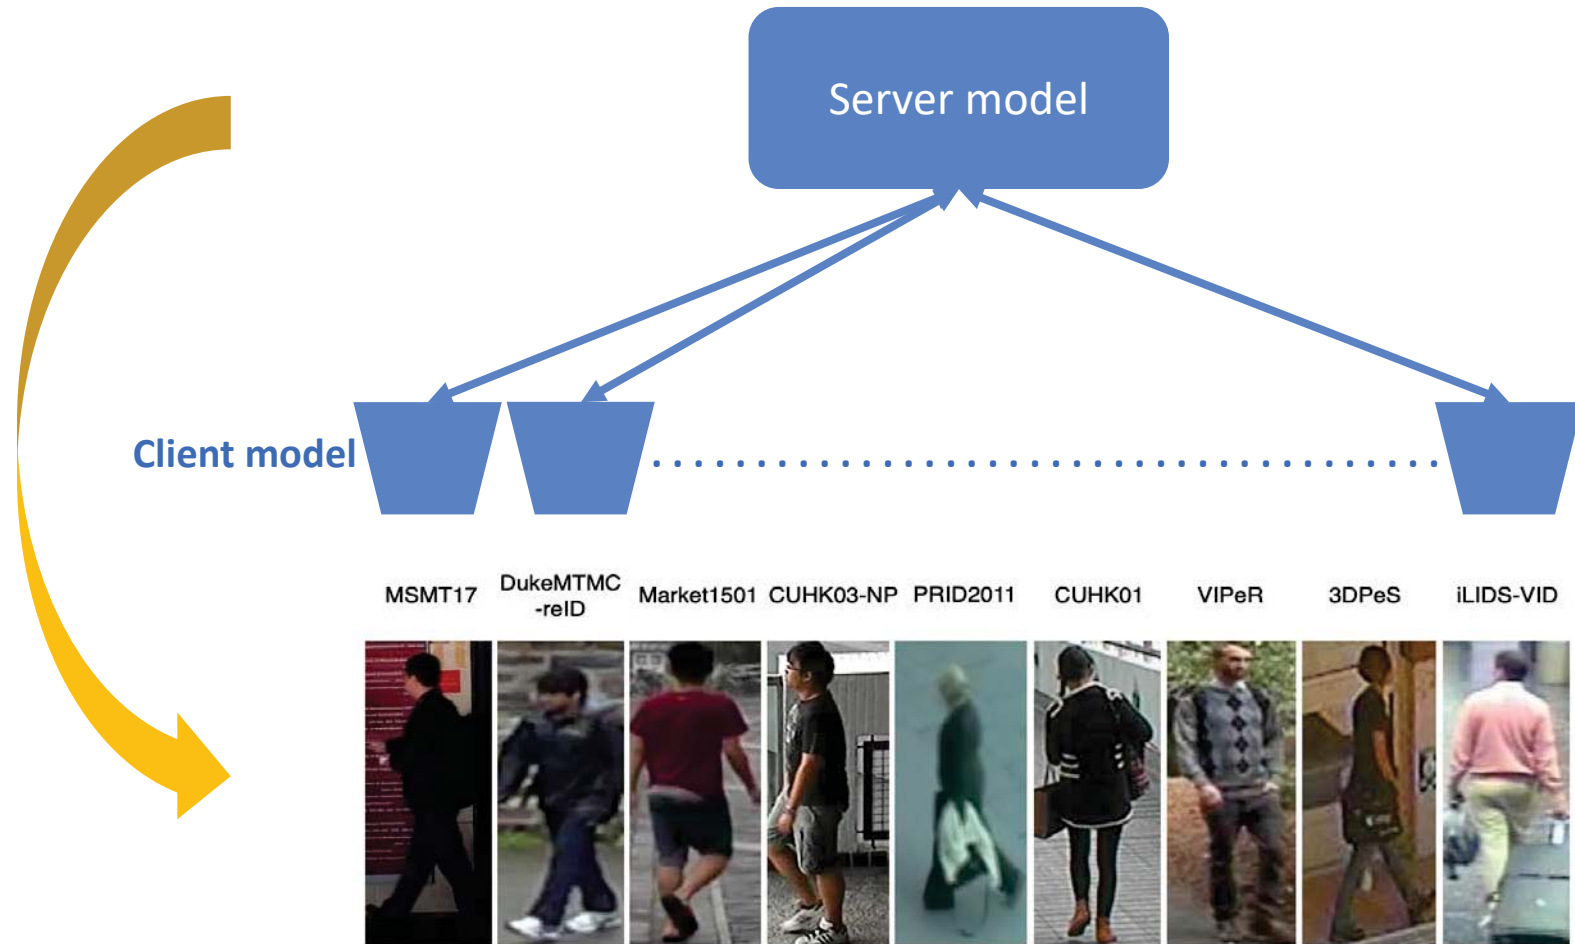 Server model
Client model
MSMT17
DukeMTMC
-reID
Market1501
CUHK03-NP
PRID2011
CUHK01
VIPeR
3DPeS
iLIDS-VID